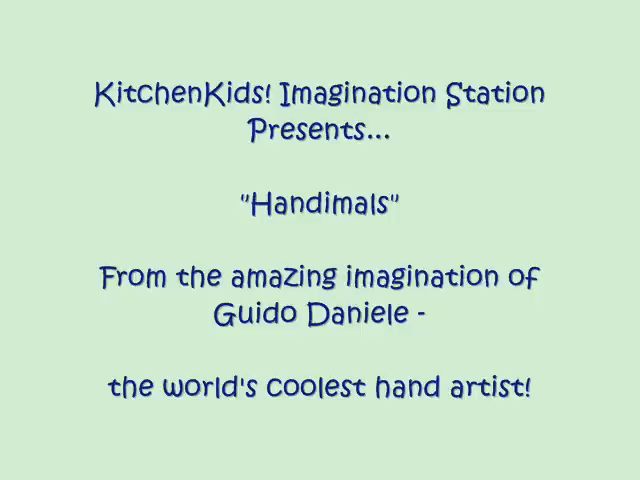 KitchenKids! Imagination Station
Presents...
"Handimals"
From the amazing imagination of
Guido Daniele -
the world's coolest hand artist!